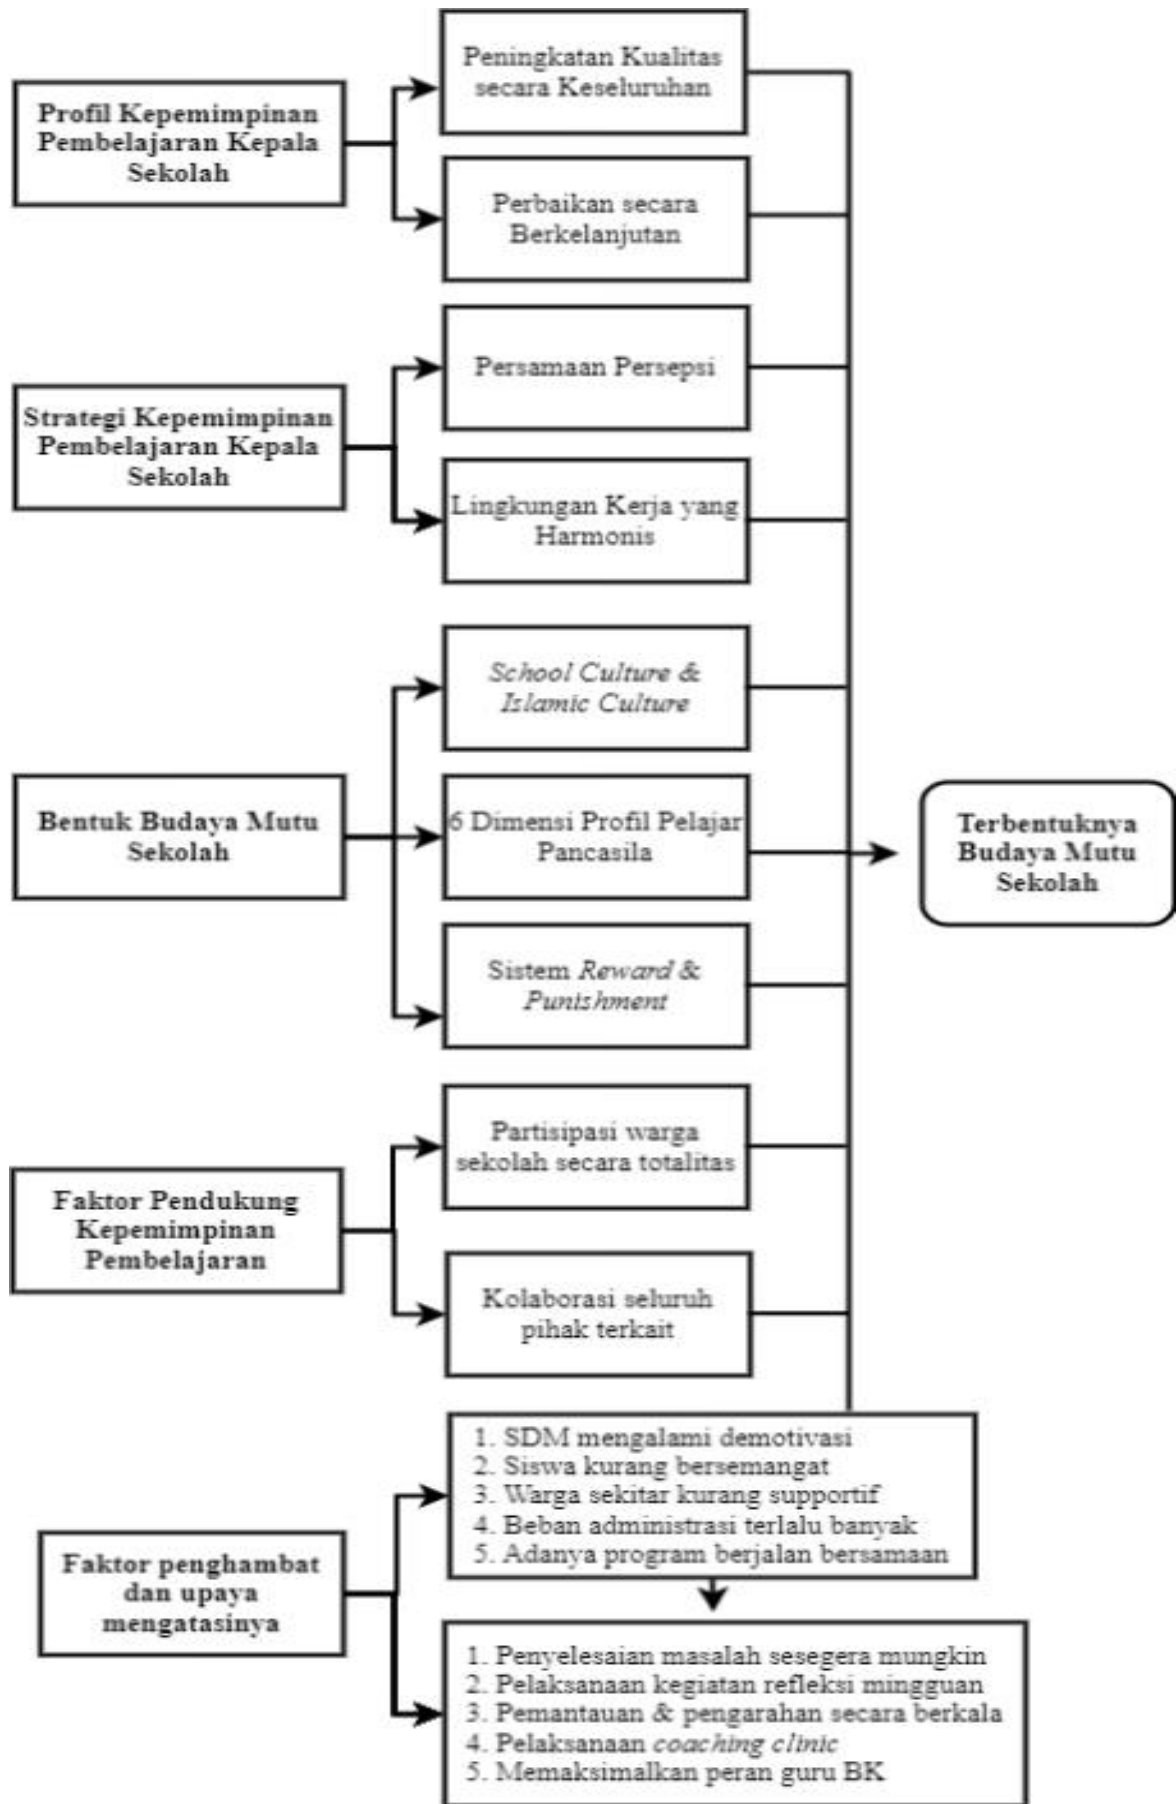 Profil Kepemimpinan
Pembelajaran Kepala
Sekolah
Peningkatan Kualitas
secara Keseluruhan
Perbaikan secara
Berkelanjutan
Strategi Kepemimpinan
Pembelajaran Kepala
Sekolah
Persamaan Persepsi
Lingkungan Kerja yang
Harmonis
Bentuk Budaya Mutu
Sekolah
School Culture &
Islamic Culture
6 Dimensi Profil Pelajar
Pancasila
Sistem Reward &
Punishment
Terbentuknya
Budaya Mutu
Sekolah
Faktor Pendukung
Kepemimpinan
Pembelajaran
Partisipasi warga
sekolah secara totalitas
Kolaborasi seluruh
pihak terkait
Faktor penghambat
dan upaya
mengatasinya
1. SDM mengalami demotivasi
2. Siswa kurang bersemangat
3. Warga sekitar kurang supportif
4. Beban administrasi terlalu banyak
5. Adanya program berjalan bersamaan
1. Penyelesaian masalah sesegera mungkin
2. Pelaksanaan kegiatan refleksi mingguan
3. Pemantauan & pengarahan secara berkala
4. Pelaksanaan coaching clinic
5. Memaksimalkan peran guru BK